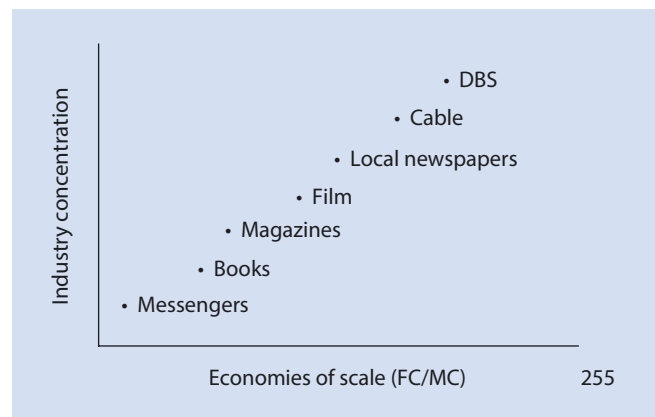 Industry concentration
DBS
Cable
Local newspapers
Film
Magazines
Books
Messengers
Economies of scale (FC/MC)
255